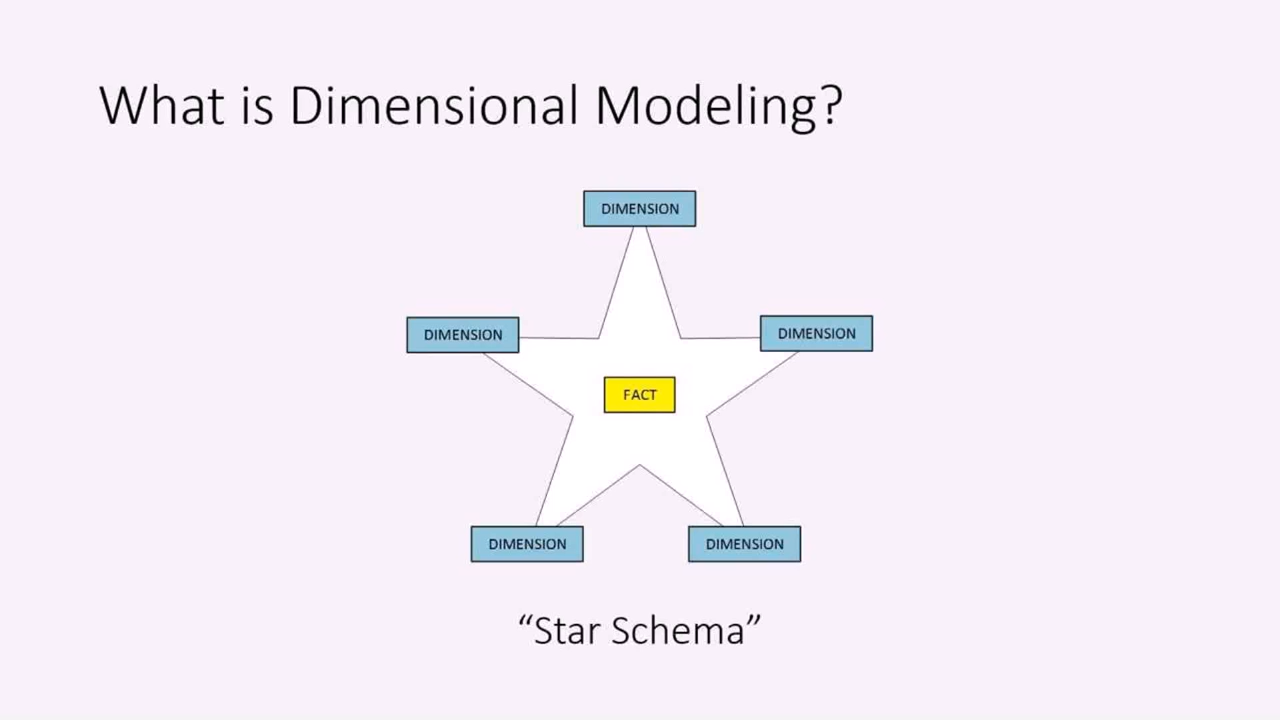 What is Dimensional Modeling?
DIMENSION
DIMENSION
DIMENSION
FACT
DIMENSION
DIMENSION
“Star Schema”